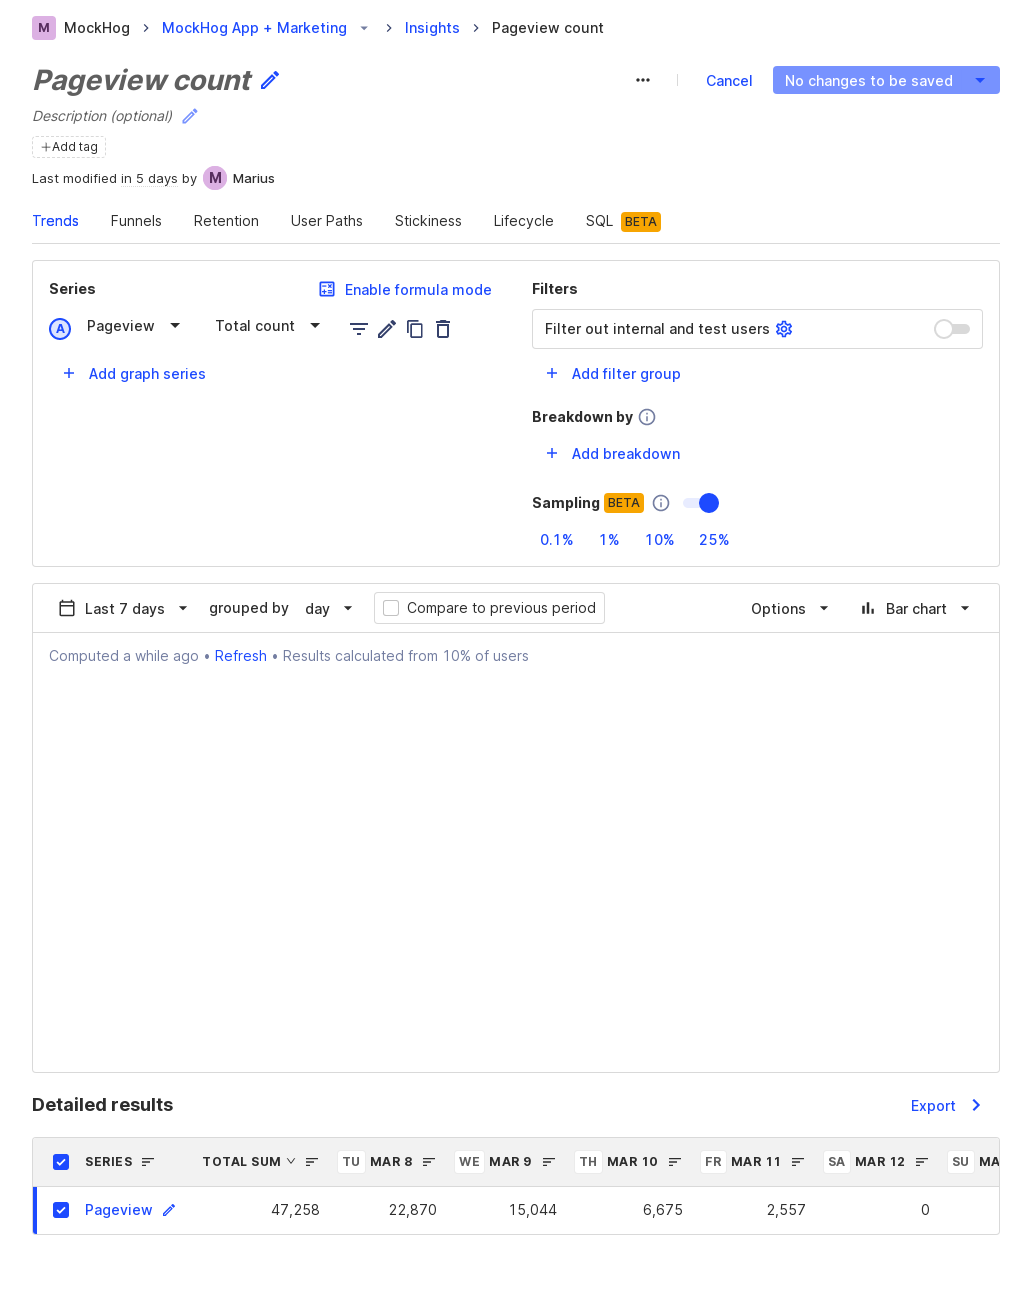 M MockHog MockHog App + Marketing Insights Pageview count
Pageview count
Cancel No changes to be saved
Description (optional)
+Add tag
Last modified in 5 days by M Marius
Trends Funnels Retention User Paths Stickiness Lifecycle SQL BETA
Series Enable formula mode
A Pageview Total count
+ Add graph series
Filters
Filter out internal and test users
+ Add filter group
Breakdown by
+ Add breakdown
Sampling BETA
0.1% 1% 10% 25%
Last 7 days grouped by day Compare to previous period Options Bar chart
Computed a while ago • Refresh • Results calculated from 10% of users
Detailed results Export
SERIES TOTAL SUM TU MAR 8 WE MAR 9 TH MAR 10 FR MAR 11 SA MAR 12 SU MA
Pageview 47,258 22,870 15,044 6,675 2,557 0